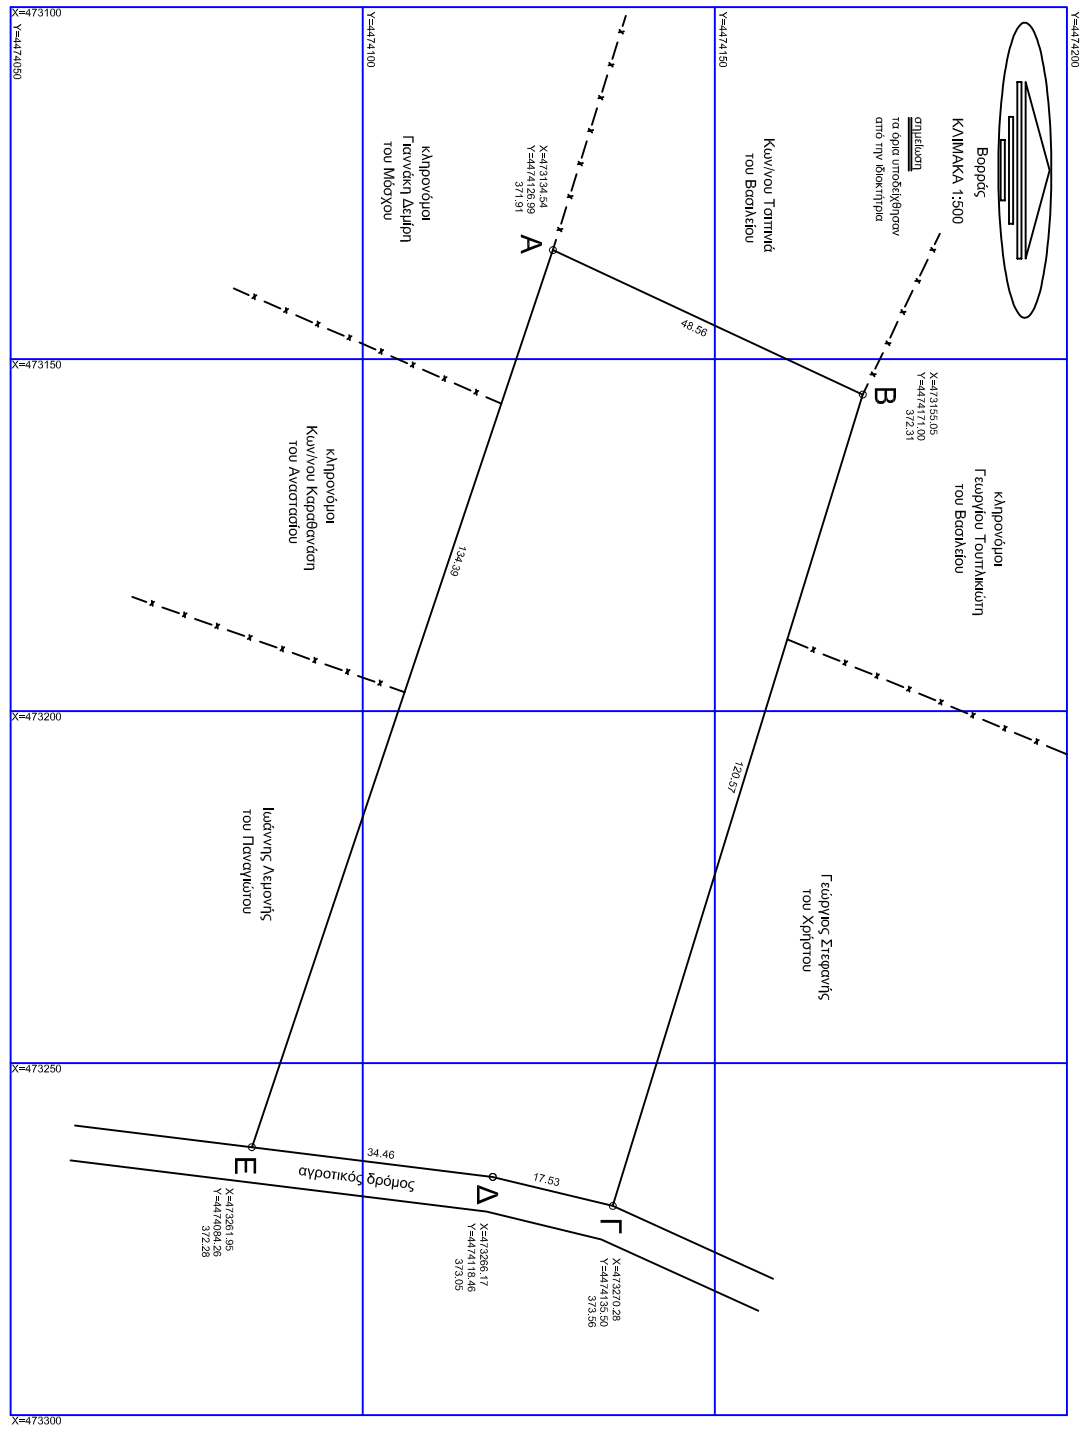 X=473100
X=473150
X=473200
X=473250
X=473300
Y=4474050
Y=4474100
Y=4474150
Y=4474200
Βορράς
ΚΛΙΜΑΚΑ 1:500
σημείωση
τα όρια υποδείχθησαν
από την ιδιοκτήτρια
Κων/νου Τσιπινιά
του Βασιλείου
κληρονόμοι
Γιαννάκη Δεμίρη
του Μόσχου
X=473134.54
Y=4474126.99
371.91
Α
48.56
Β
X=473155.05
Y=4474171.00
372.31
κληρονόμοι
Γεωργίου Τουπλικιώτη
του Βασιλείου
κληρονόμοι
Κων/νου Καραθανάση
του Αναστασίου
134.39
120.57
Γεώργιος Στεφανής
του Χρήστου
Ιωάννης Λεμονής
του Παναγιώτου
34.46
17.53
αγροτικός δρόμος
Ε
X=473261.95
Y=4474084.26
372.28
Δ
X=473266.17
Y=4474118.46
373.05
Γ
X=473270.28
Y=4474135.50
373.56